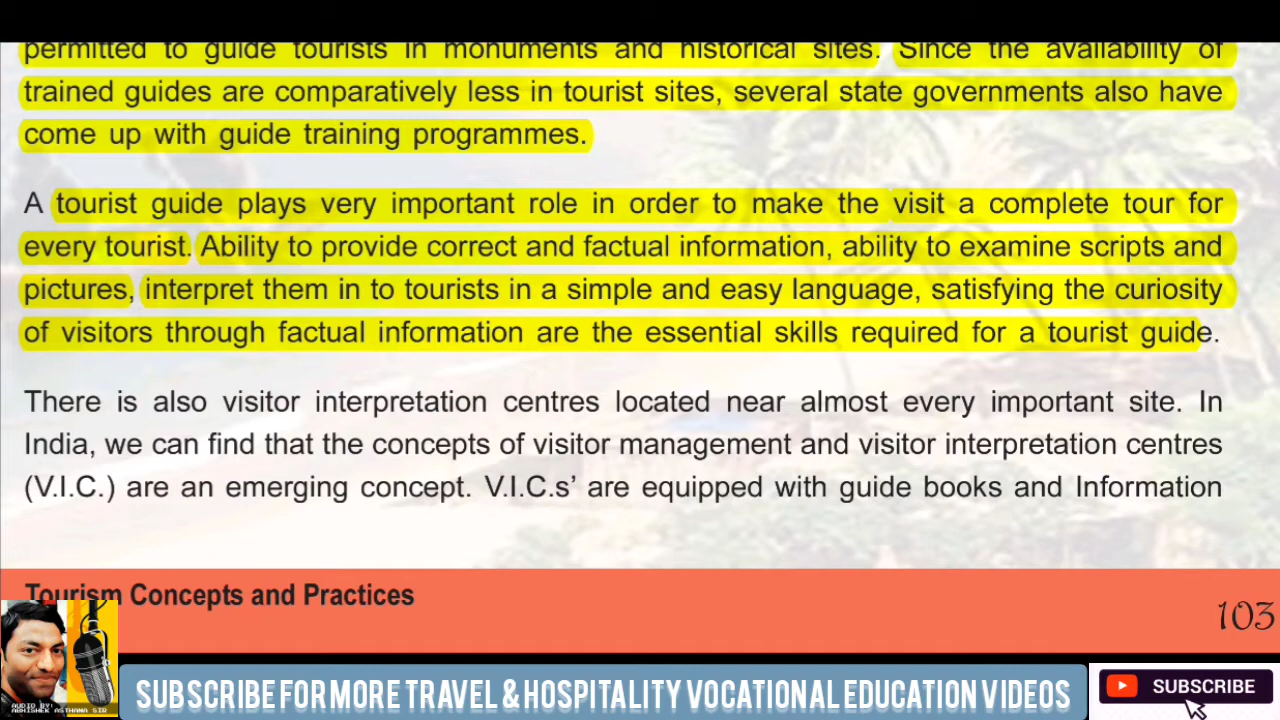 permitted to guide tourists in monuments and historical sites. Since the availability of
trained guides are comparatively less in tourist sites, several state governments also have
come up with guide training programmes.
A tourist guide plays very important role in order to make the visit a complete tour for
every tourist. Ability to provide correct and factual information, ability to examine scripts and
pictures, interpret them in to tourists in a simple and easy language, satisfying the curiosity
of visitors through factual information are the essential skills required for a tourist guide.
There is also visitor interpretation centres located near almost every important site. In
India, we can find that the concepts of visitor management and visitor interpretation centres
(V.I.C.) are an emerging concept. V.I.C.s’ are equipped with guide books and Information
Tourism Concepts and Practices
103
AUDIO BY:
ABHISHEK ASTHANA SIR
SUBSCRIBE FOR MORE TRAVEL & HOSPITALITY VOCATIONAL EDUCATION VIDEOS
SUBSCRIBE